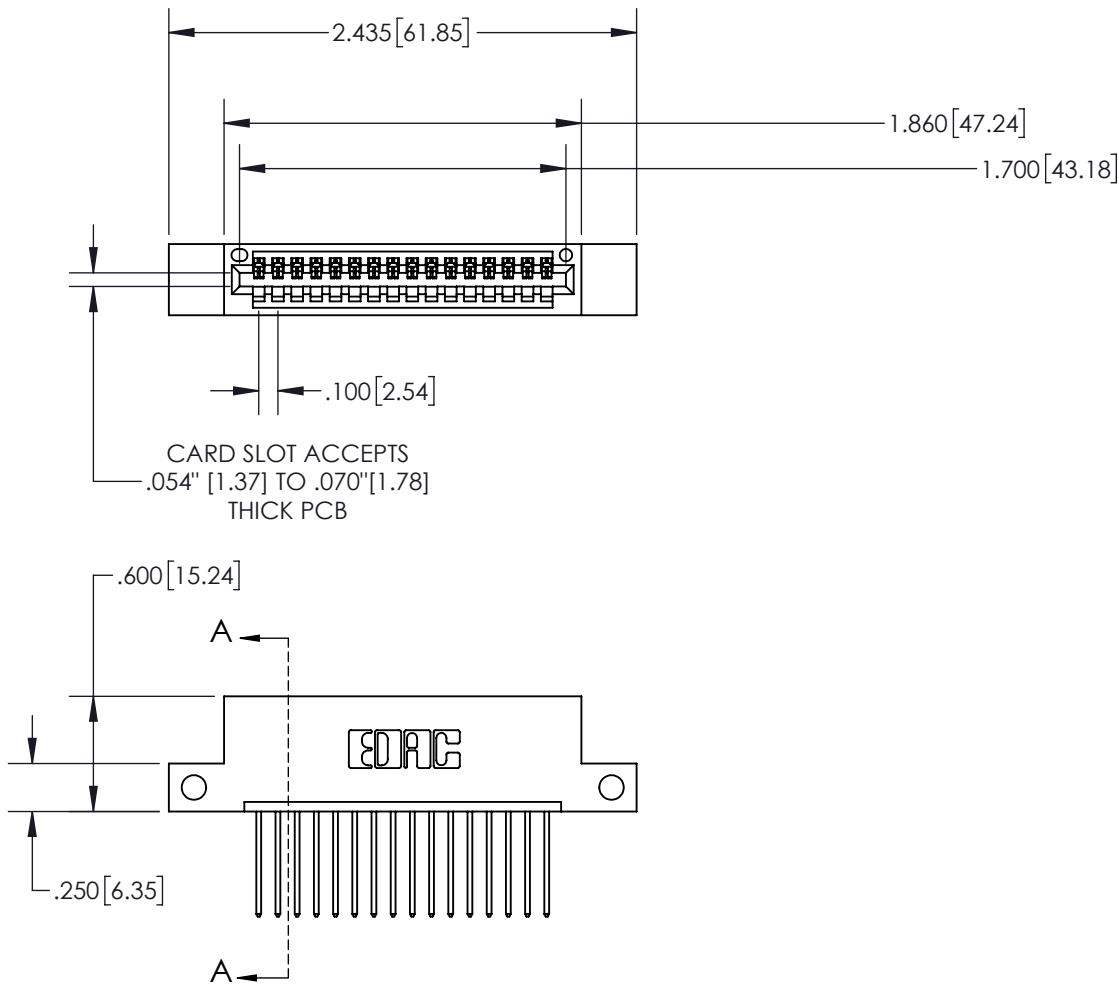 2.435[61.85]
1.860[47.24]
1.700[43.18]
.100[2.54]
CARD SLOT ACCEPTS
.054" [1.37] TO .070"[1.78]
THICK PCB
.600[15.24]
A
EDAC
.250[6.35]
A